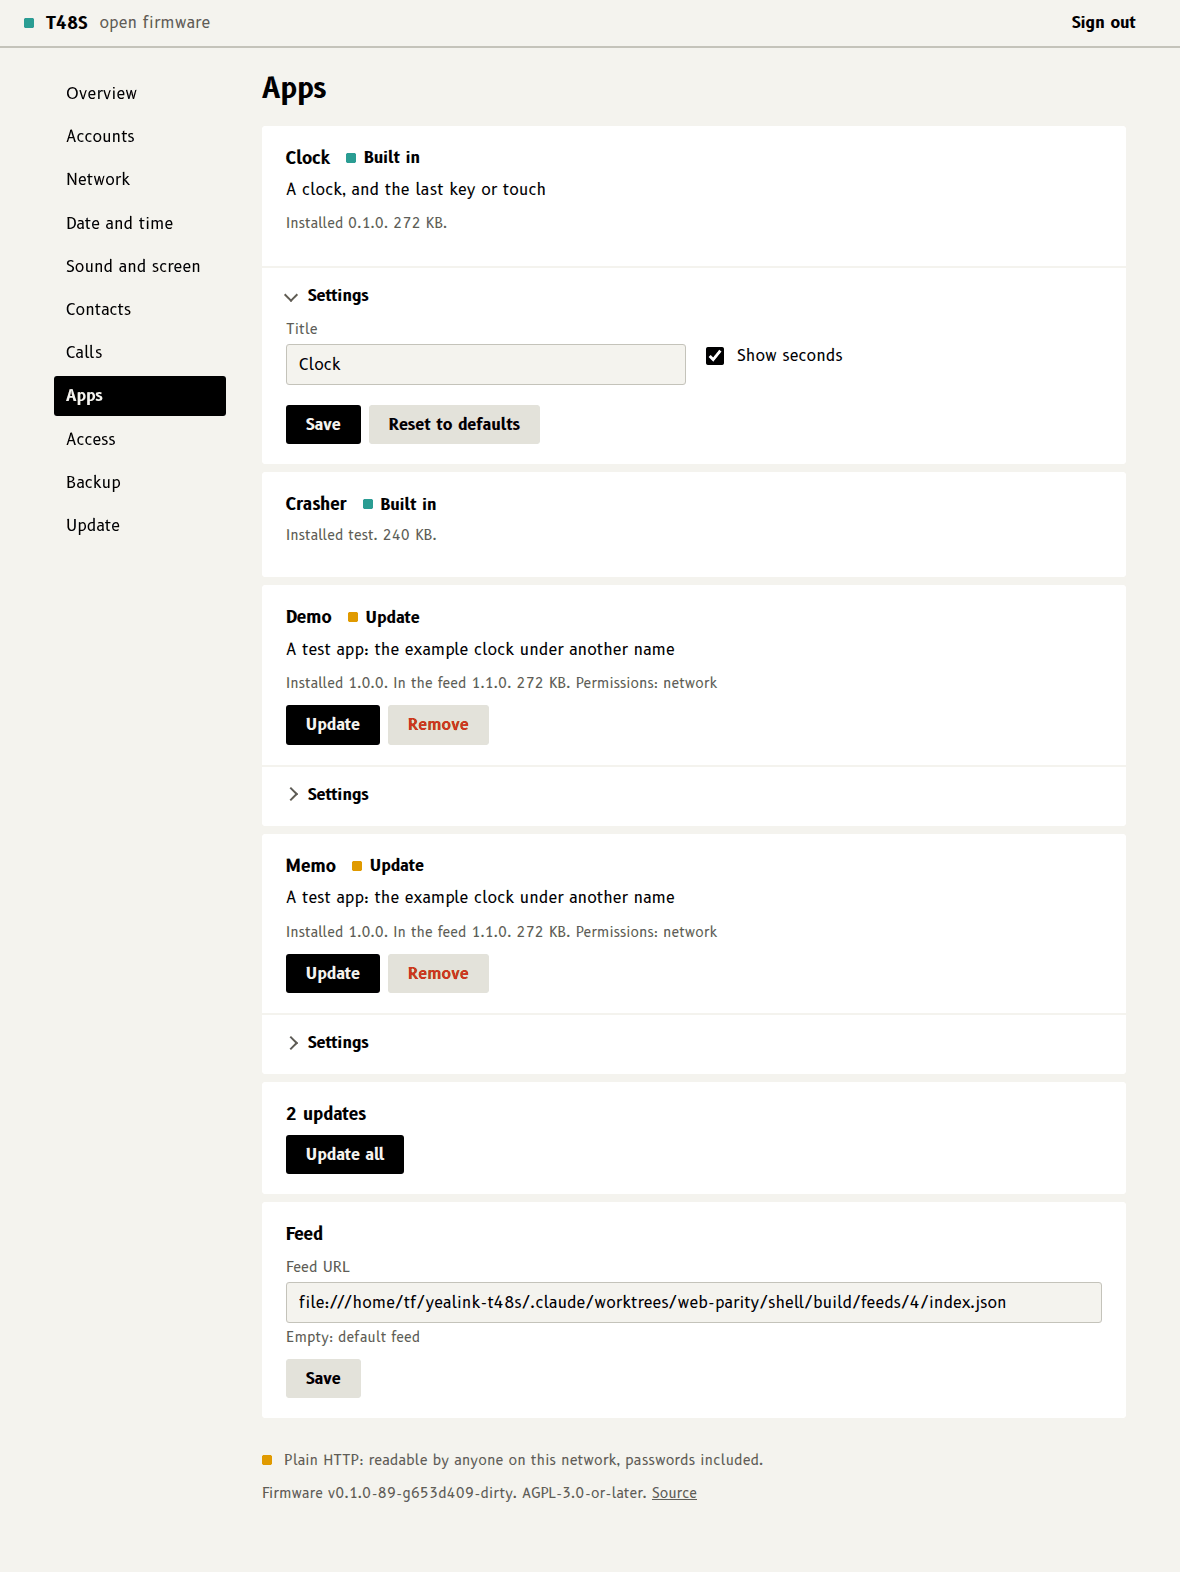 T48S open firmware
Sign out
Overview
Accounts
Network
Date and time
Sound and screen
Contacts
Calls
Apps
Access
Backup
Update
Apps
Clock Built in
A clock, and the last key or touch
Installed 0.1.0. 272 KB.
Settings
Title
Clock
Show seconds
Save Reset to defaults
Crasher Built in
Installed test. 240 KB.
Demo Update
A test app: the example clock under another name
Installed 1.0.0. In the feed 1.1.0. 272 KB. Permissions: network
Update Remove
Settings
Memo Update
A test app: the example clock under another name
Installed 1.0.0. In the feed 1.1.0. 272 KB. Permissions: network
Update Remove
Settings
2 updates
Update all
Feed
Feed URL
file:///home/tf/yealink-t48s/.claude/worktrees/web-parity/shell/build/feeds/4/index.json
Empty: default feed
Save
Plain HTTP: readable by anyone on this network, passwords included.
Firmware v0.1.0-89-g653d409-dirty. AGPL-3.0-or-later. Source